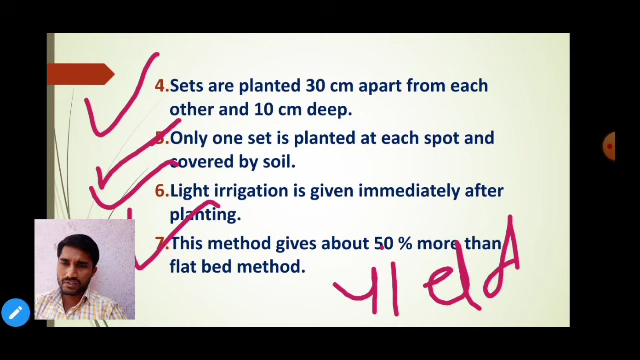 4. Sets are planted 30 cm apart from each
other and 10 cm deep.
5. Only one set is planted at each spot and
covered by soil.
6. Light irrigation is given immediately after
planting.
7. This method gives about 50 % more than
flat bed method.
yield